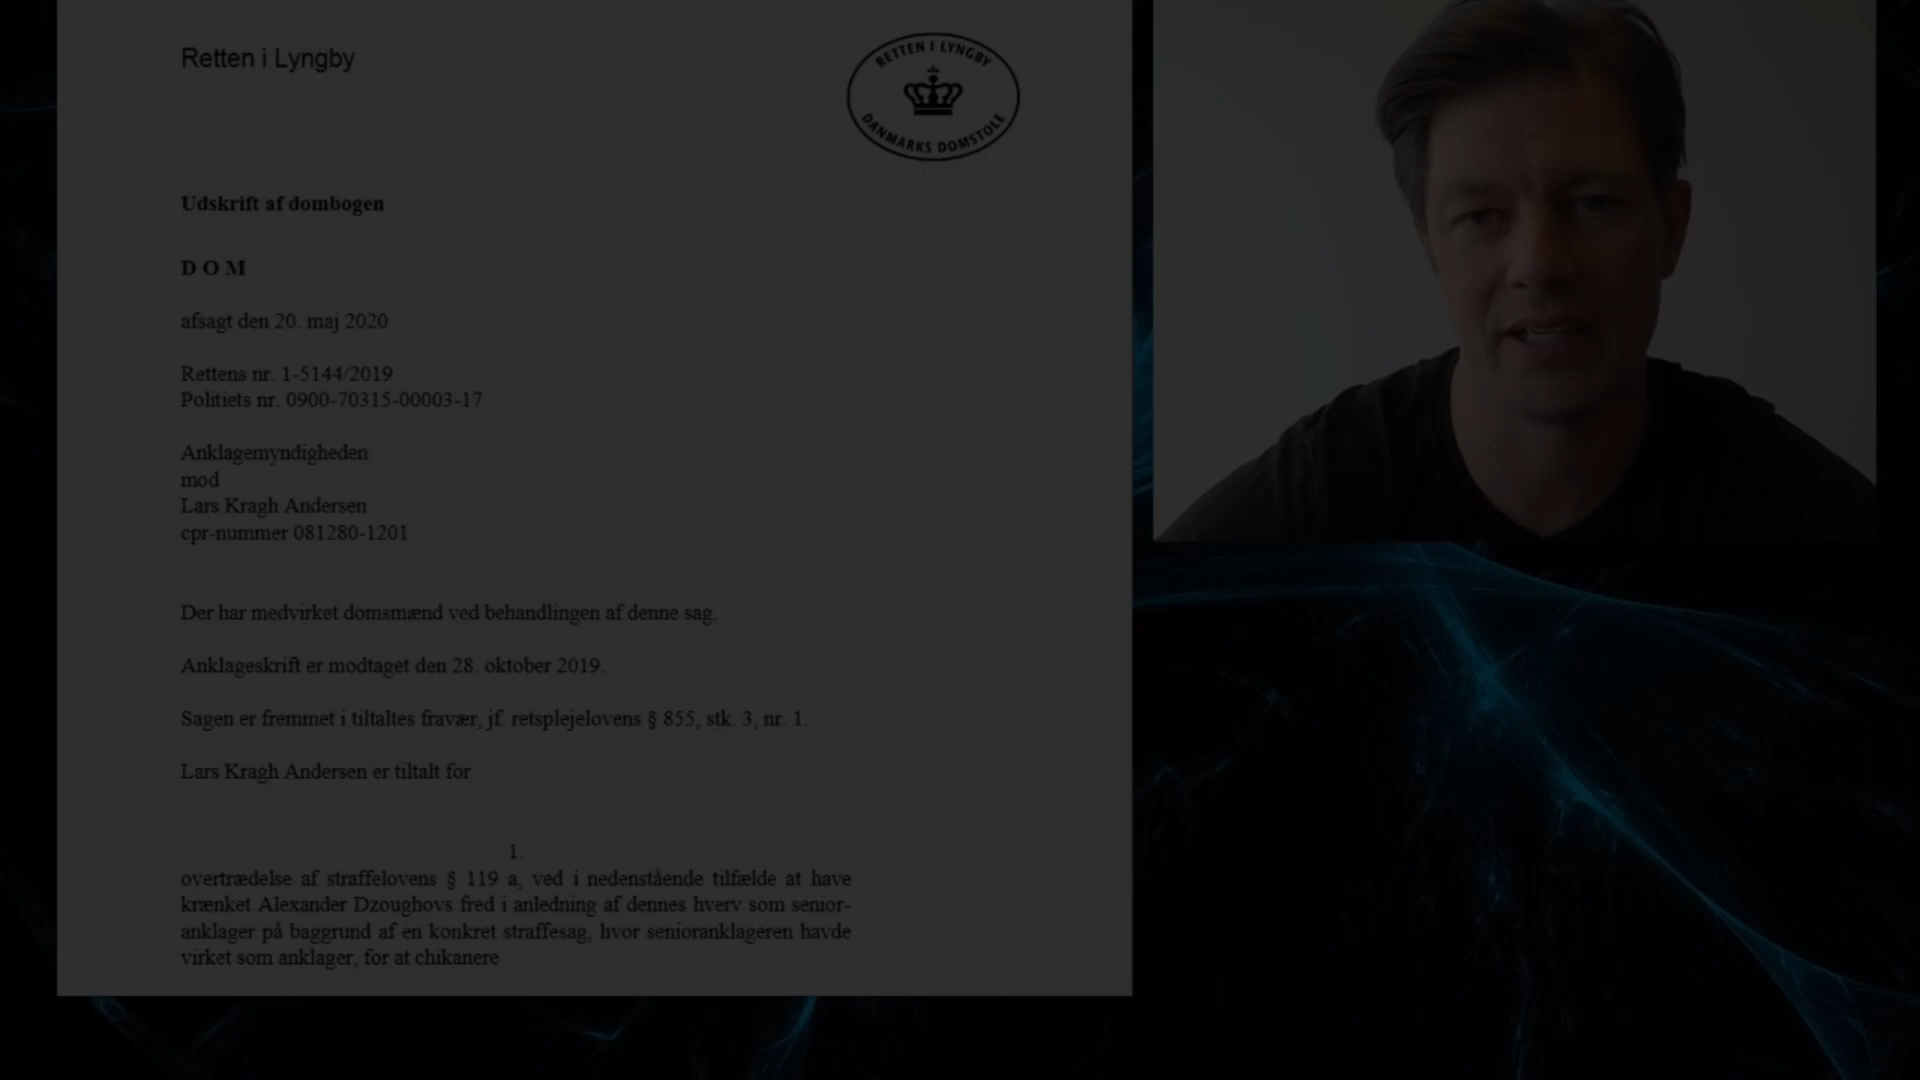 Retten i Lyngby
RETTEN I LYNGBY
DANMARKS DOMSTOLE
Udskrift af dombogen
D O M
afsagt den 20. maj 2020
Rettens nr. 1-5144/2019
Politiets nr. 0900-70315-00003-17
Anklagemyndigheden
mod
Lars Kragh Andersen
cpr-nummer 081280-1201
Der har medvirket domsmænd ved behandlingen af denne sag.
Anklageskrift er modtaget den 28. oktober 2019.
Sagen er fremmet i tiltaltes fravær, jf. retsplejelovens § 855, stk. 3, nr. 1.
Lars Kragh Andersen er tiltalt for
1.
overtrædelse af straffelovens § 119 a, ved i nedenstående tilfælde at have
krænket Alexander Dzoughovs fred i anledning af dennes hverv som senior-
anklager på baggrund af en konkret straffesag, hvor senioranklageren havde
virket som anklager, for at chikanere